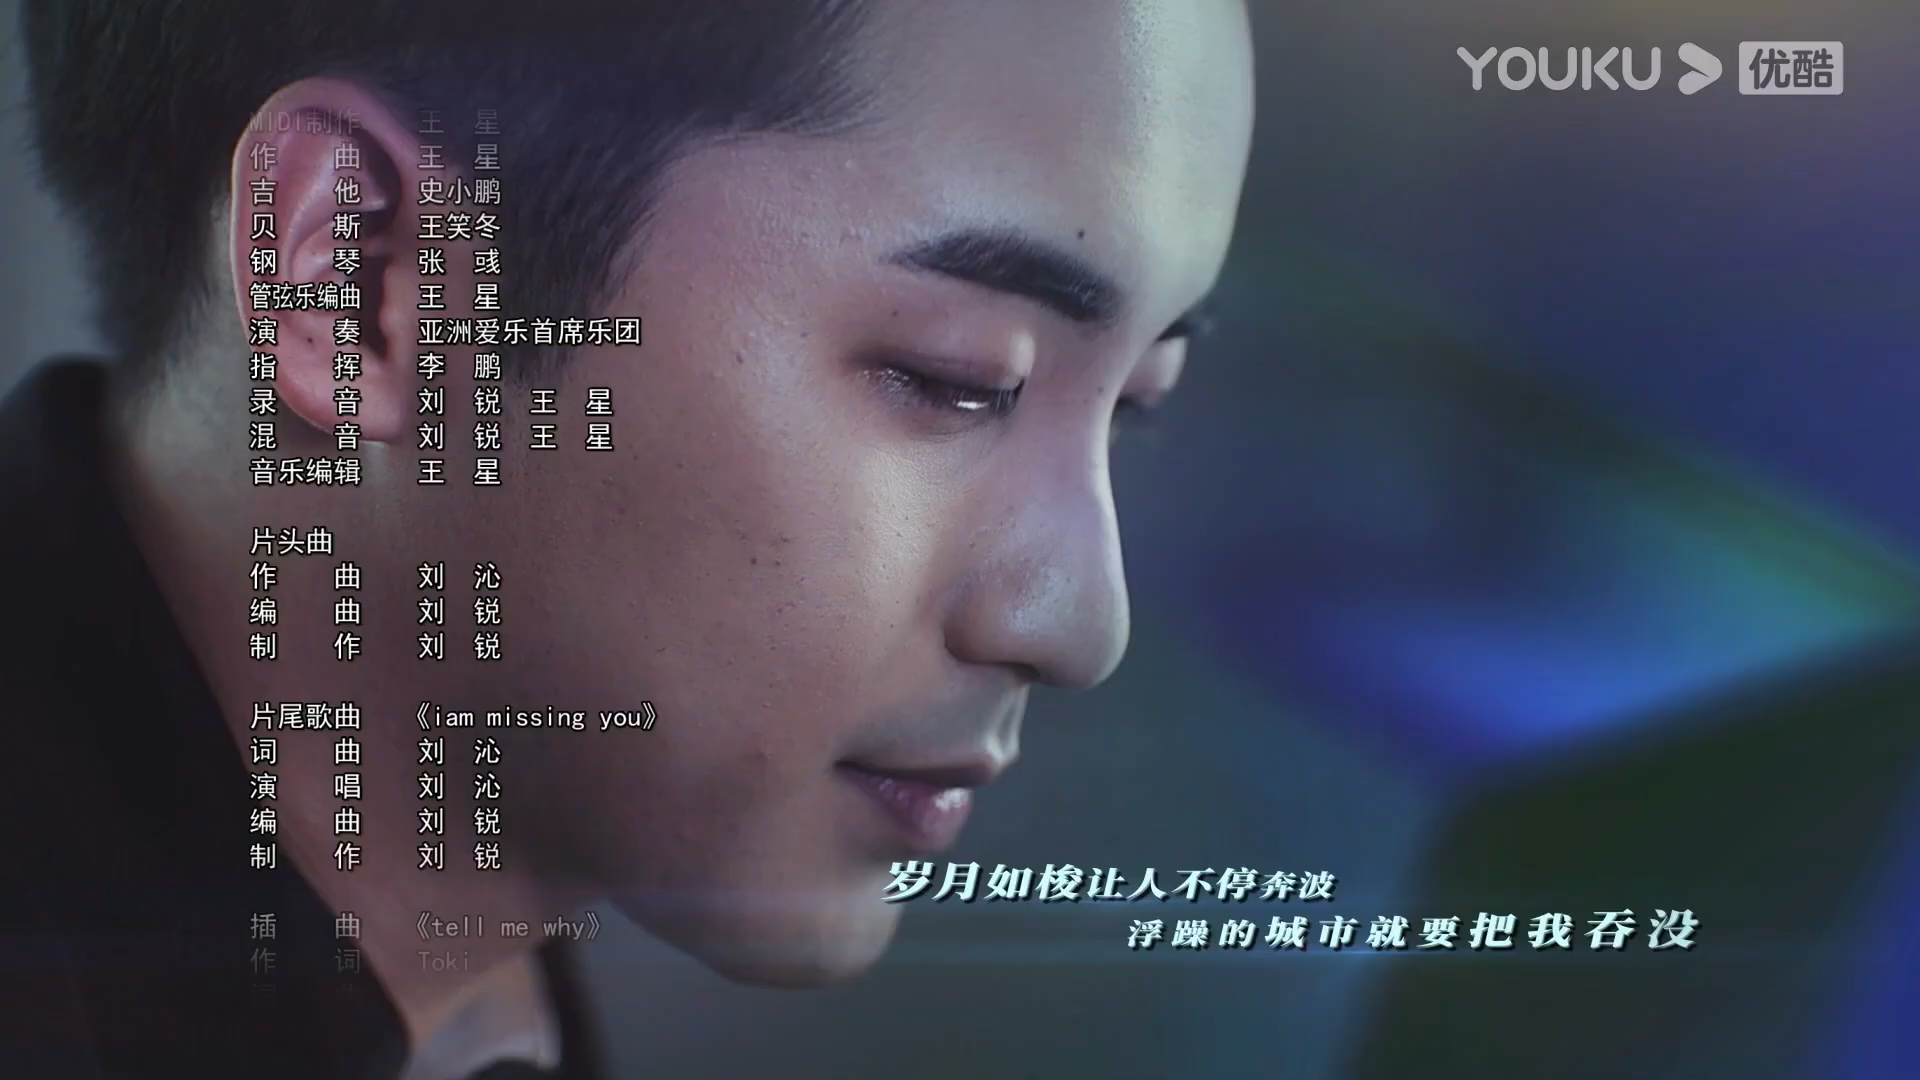 YOUKU 优酷
MIDI制作 王星
作曲 王星
吉他 史小鹏
贝斯 王笑冬
钢琴 张彧
管弦乐编曲 王星
演奏 亚洲爱乐首席乐团
指挥 李鹏
录音 刘锐 王星
混音 刘锐 王星
音乐编辑 王星
片头曲
作曲 刘沁
编曲 刘锐
制作 刘锐
片尾歌曲 《iam missing you》
词曲 刘沁
演唱 刘沁
编曲 刘锐
制作 刘锐
插曲 《tell me why》
作词 Toki
岁月如梭让人不停奔波
浮躁的城市就要把我吞没